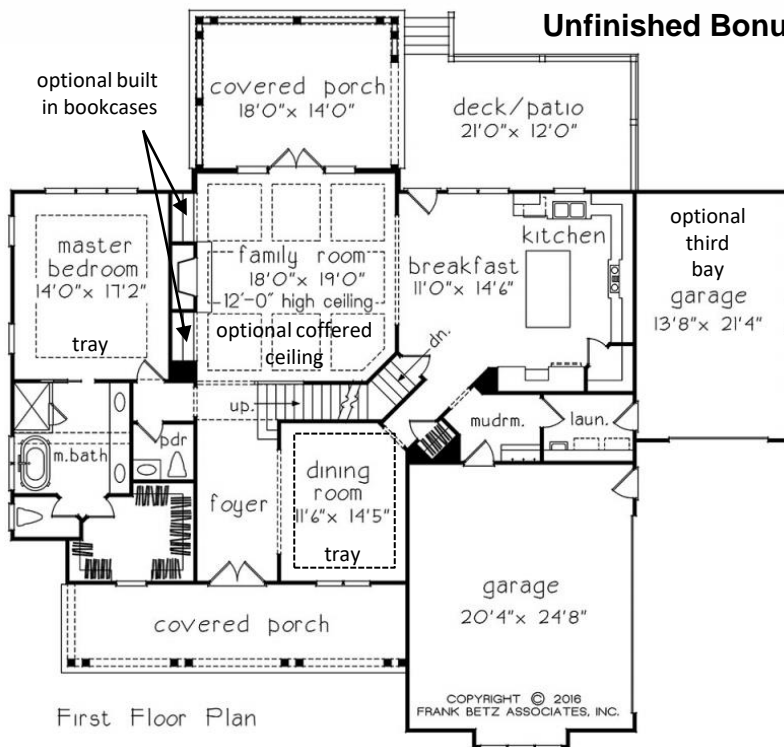 Unfinished Bonu
optional built
in bookcases
covered porch
18'0"x 14'0"
deck/patio
21'0"x 12'0"
master
bedroom
14'0"x 17'2"
tray
family room
18'0"x 19'0"
12'-0" high ceiling
optional coffered
ceiling
breakfast
11'0"x 14'6"
kitchen
optional
third
bay
garage
13'8"x 21'4"
dn.
up.
mudrm.
laun.
pdr
m.bath
foyer
dining
room
11'6"x 14'5"
tray
garage
20'4"x 24'8"
covered porch
COPYRIGHT © 2016
FRANK BETZ ASSOCIATES, INC.
First Floor Plan